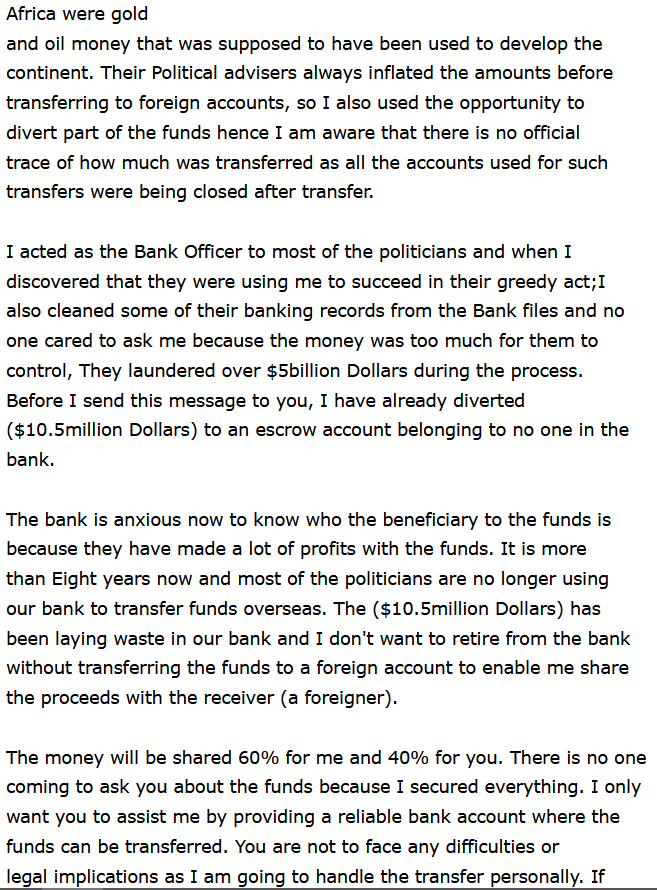 Africa were gold
and oil money that was supposed to have been used to develop the
continent. Their Political advisers always inflated the amounts before
transferring to foreign accounts, so I also used the opportunity to
divert part of the funds hence I am aware that there is no official
trace of how much was transferred as all the accounts used for such
transfers were being closed after transfer.
I acted as the Bank Officer to most of the politicians and when I
discovered that they were using me to succeed in their greedy act;I
also cleaned some of their banking records from the Bank files and no
one cared to ask me because the money was too much for them to
control, They laundered over $5billion Dollars during the process.
Before I send this message to you, I have already diverted
($10.5million Dollars) to an escrow account belonging to no one in the
bank.
The bank is anxious now to know who the beneficiary to the funds is
because they have made a lot of profits with the funds. It is more
than Eight years now and most of the politicians are no longer using
our bank to transfer funds overseas. The ($10.5million Dollars) has
been laying waste in our bank and I don't want to retire from the bank
without transferring the funds to a foreign account to enable me share
the proceeds with the receiver (a foreigner).
The money will be shared 60% for me and 40% for you. There is no one
coming to ask you about the funds because I secured everything. I only
want you to assist me by providing a reliable bank account where the
funds can be transferred. You are not to face any difficulties or
legal implications as I am going to handle the transfer personally. If